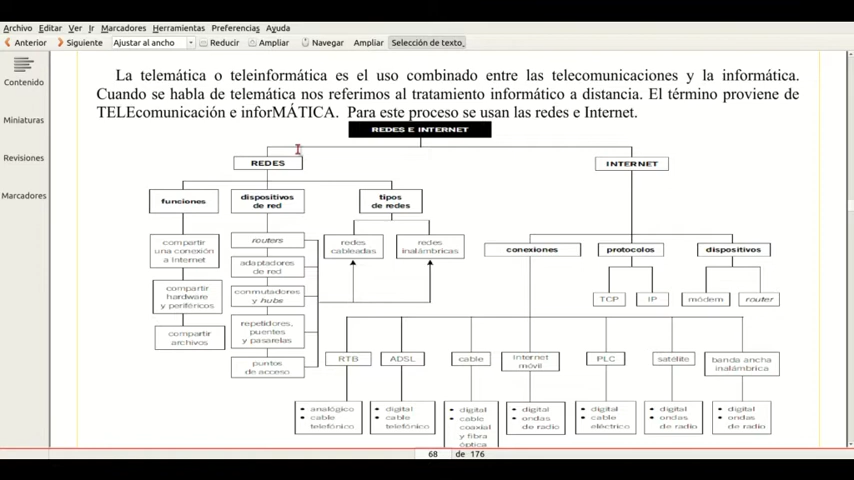 Archivo Editar Ver Ir Marcadores Herramientas Preferencias Ayuda
Anterior Siguiente Ajustar al ancho Reducir Ampliar Navegar Ampliar Selección de texto
Contenido
Miniaturas
Revisiones
Marcadores
La telemática o teleinformática es el uso combinado entre las telecomunicaciones y la informática.
Cuando se habla de telemática nos referimos al tratamiento informático a distancia. El término proviene de
TELEcomunicación e inforMÁTICA. Para este proceso se usan las redes e Internet.
REDES E INTERNET
REDES
INTERNET
funciones
dispositivos
de red
tipos
de redes
compartir
una conexión
a Internet
compartir
hardware
y periféricos
compartir
archivos
routers
adaptadores
de red
conmutadores
y hubs
repetidores,
puentes
y pasarelas
puntos
de acceso
redes
cableadas
redes
inalámbricas
conexiones
protocolos
dispositivos
TCP
IP
módem
router
RTB
ADSL
cable
Internet
móvil
PLC
satélite
banda ancha
inalámbrica
• analógico
• cable
telefónico
• digital
• cable
telefónico
• digital
• cable
coaxial
y fibra
óptica
• digital
• ondas
de radio
• digital
• cable
eléctrico
• digital
• ondas
de radio
• digital
• ondas
de radio
68 de 176